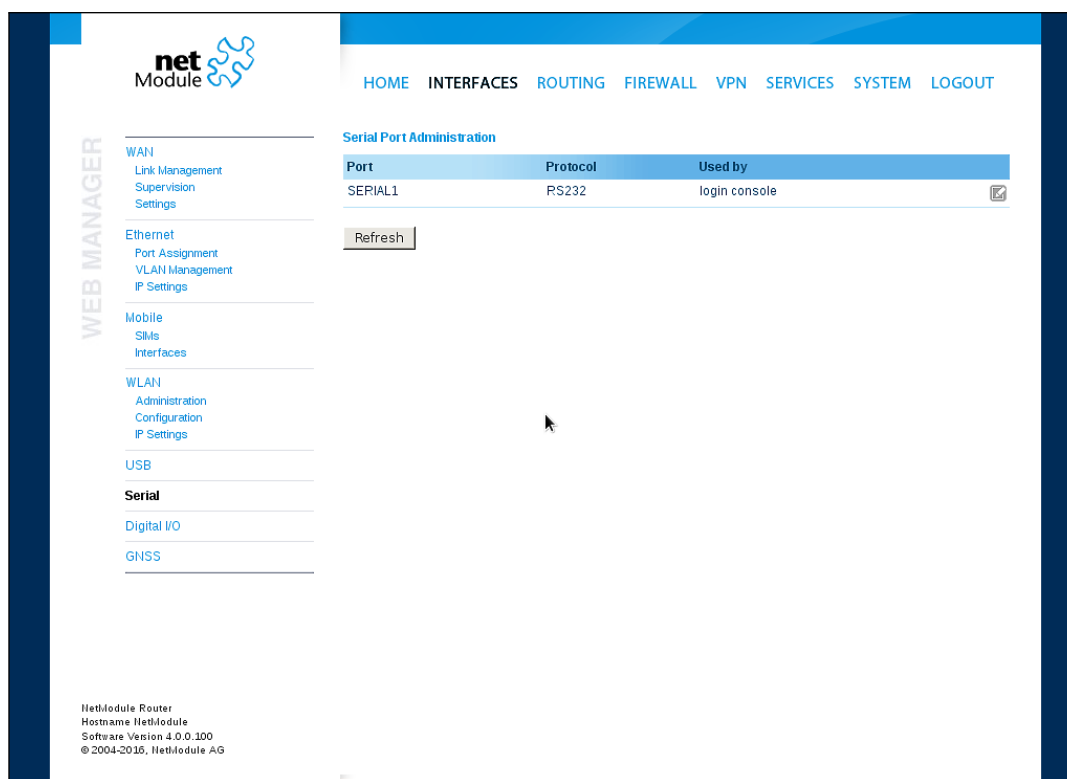 net
Module
HOME INTERFACES ROUTING FIREWALL VPN SERVICES SYSTEM LOGOUT
WEB MANAGER
WAN
Link Management
Supervision
Settings
Ethernet
Port Assignment
VLAN Management
IP Settings
Mobile
SIMs
Interfaces
WLAN
Administration
Configuration
IP Settings
USB
Serial
Digital I/O
GNSS
Serial Port Administration
Port Protocol Used by
SERIAL1 RS232 login console
Refresh
NetModule Router
Hostname NetModule
Software Version 4.0.0.100
© 2004-2016, NetModule AG